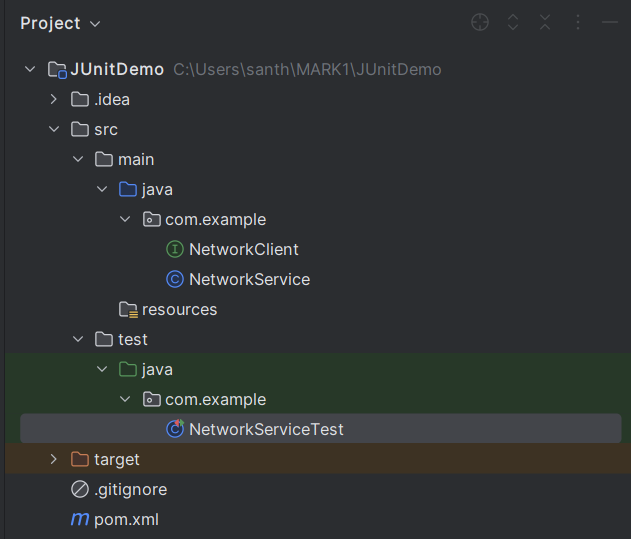 Project
JUnitDemo C:\Users\santh\MARK1\JUnitDemo
.idea
src
main
java
com.example
NetworkClient
NetworkService
resources
test
java
com.example
NetworkServiceTest
target
.gitignore
pom.xml